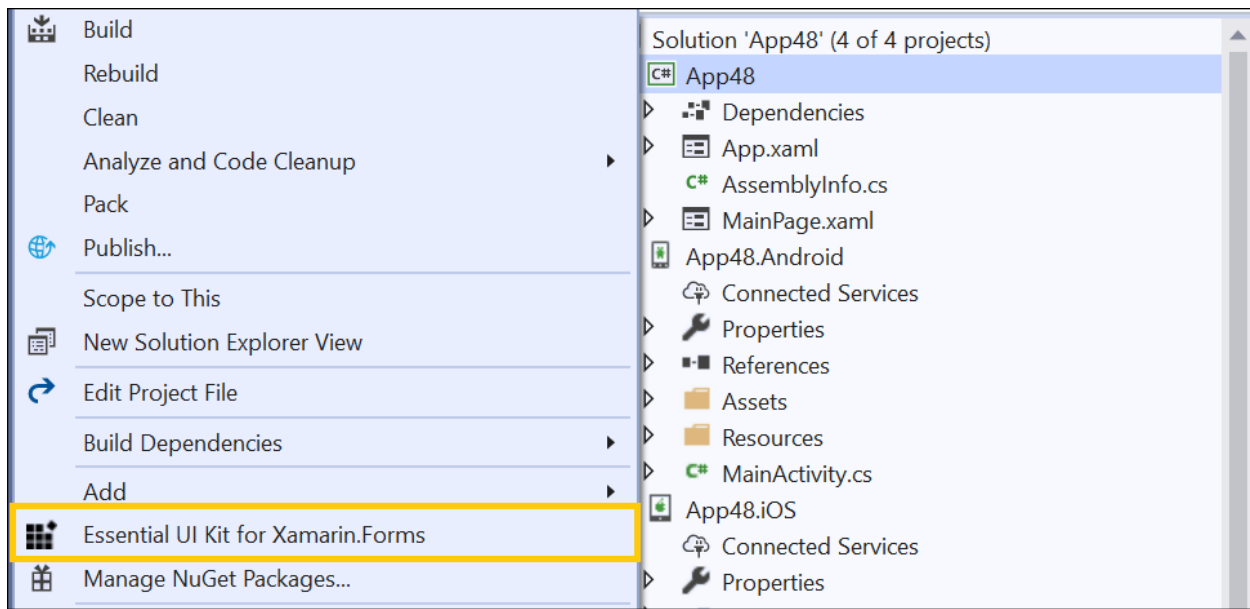 Build
Rebuild
Clean
Analyze and Code Cleanup
Pack
Publish...
Scope to This
New Solution Explorer View
Edit Project File
Build Dependencies
Add
Essential UI Kit for Xamarin.Forms
Manage NuGet Packages...
Solution 'App48' (4 of 4 projects)
C# App48
Dependencies
App.xaml
C# AssemblyInfo.cs
MainPage.xaml
App48.Android
Connected Services
Properties
References
Assets
Resources
C# MainActivity.cs
App48.iOS
Connected Services
Properties